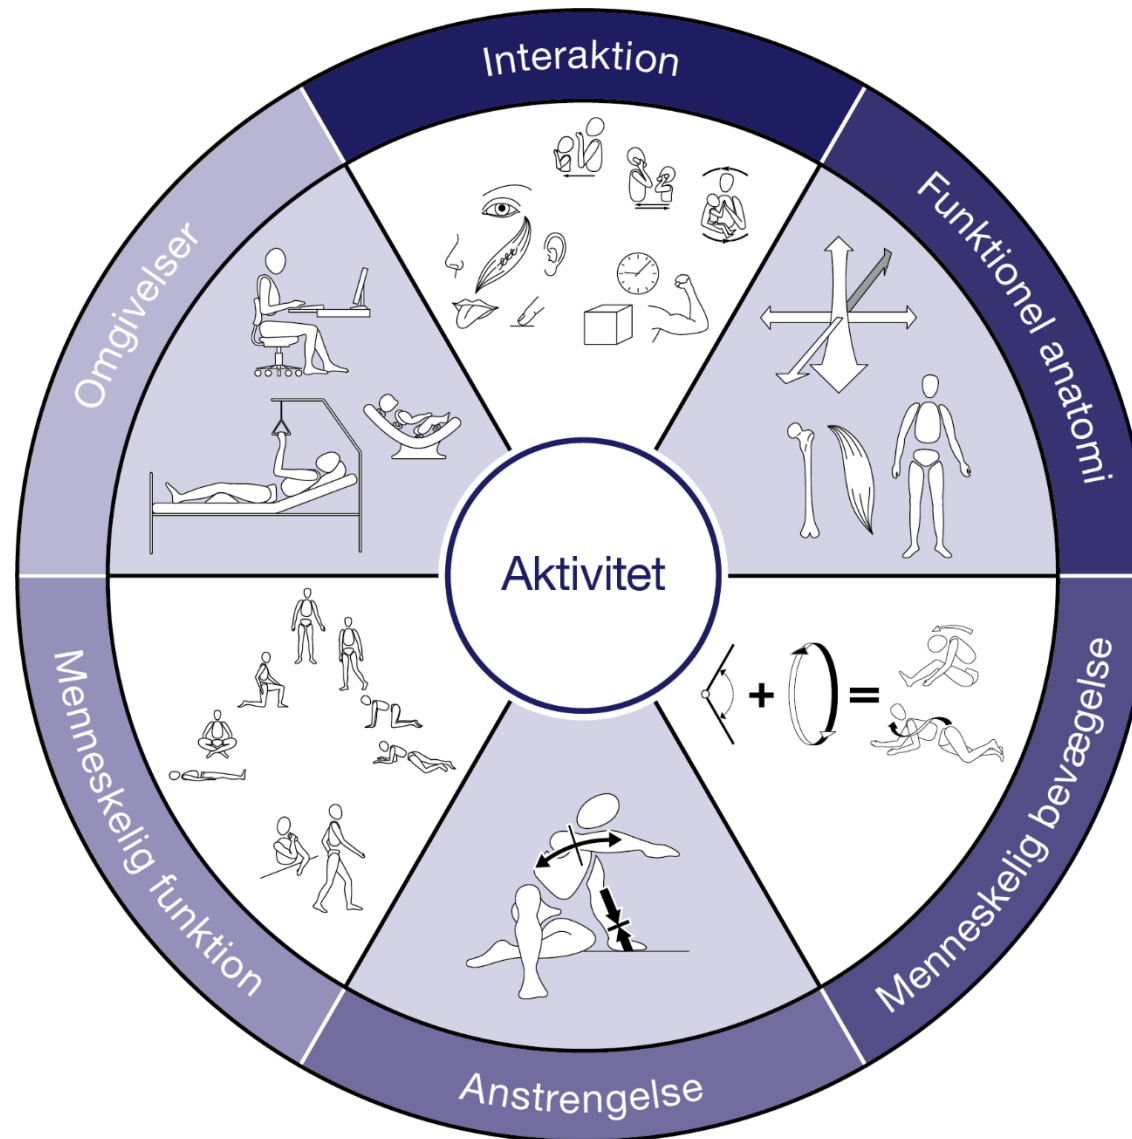 Interaktion
Funktionel anatomi
Menneskelig bevægelse
Anstrengelse
Menneskelig funktion
Omgivelser
Aktivitet
+ =